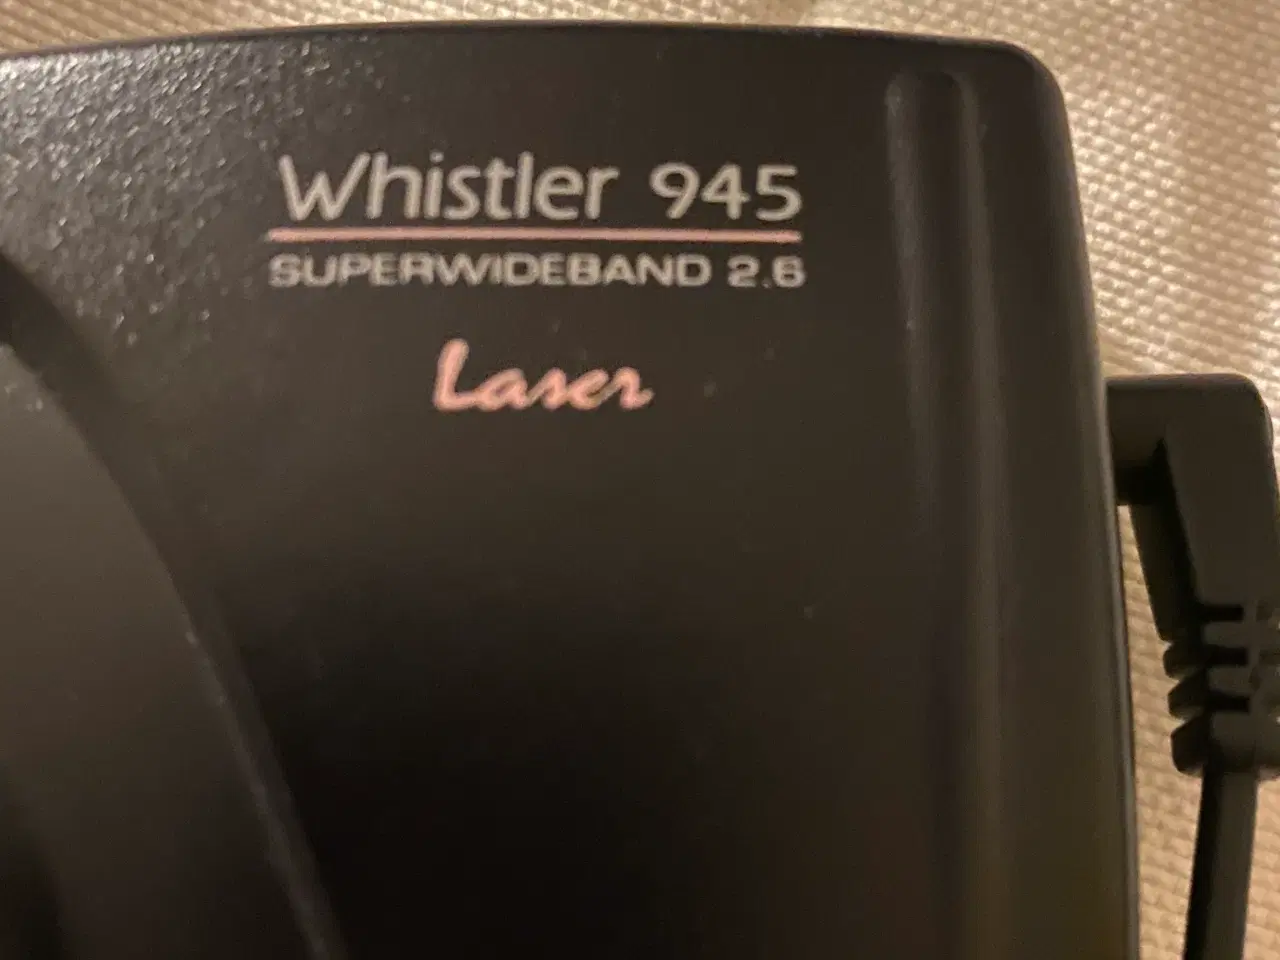 Whistler 945
SUPERWIDEBAND 2.6
Laser